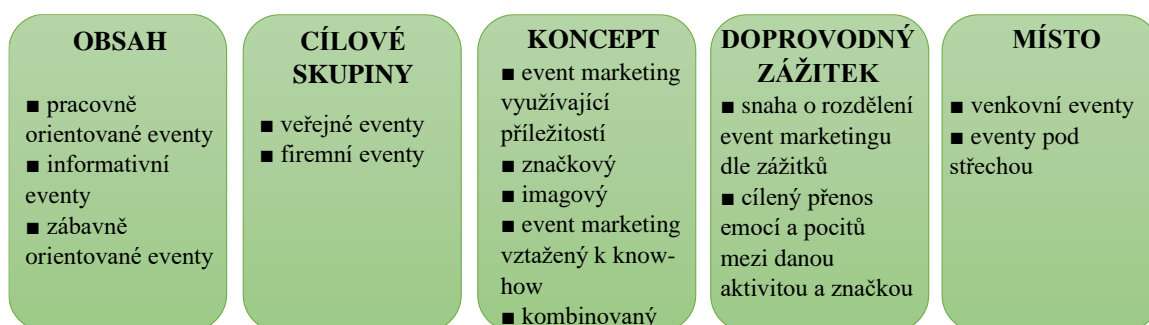 OBSAH
■ pracovně
orientované eventy
■ informativní
eventy
■ zábavně
orientované eventy
CÍLOVÉ
SKUPINY
■ veřejné eventy
■ firemní eventy
KONCEPT
■ event marketing
využívající
příležitostí
■ značkový
■ imagový
■ event marketing
vztažený k know-
how
■ kombinovaný
DOPROVODNÝ
ZÁŽITEK
■ snaha o rozdělení
event marketingu
dle zážitků
■ cílený přenos
emocí a pocitů
mezi danou
aktivitou a značkou
MÍSTO
■ venkovní eventy
■ eventy pod
střechou